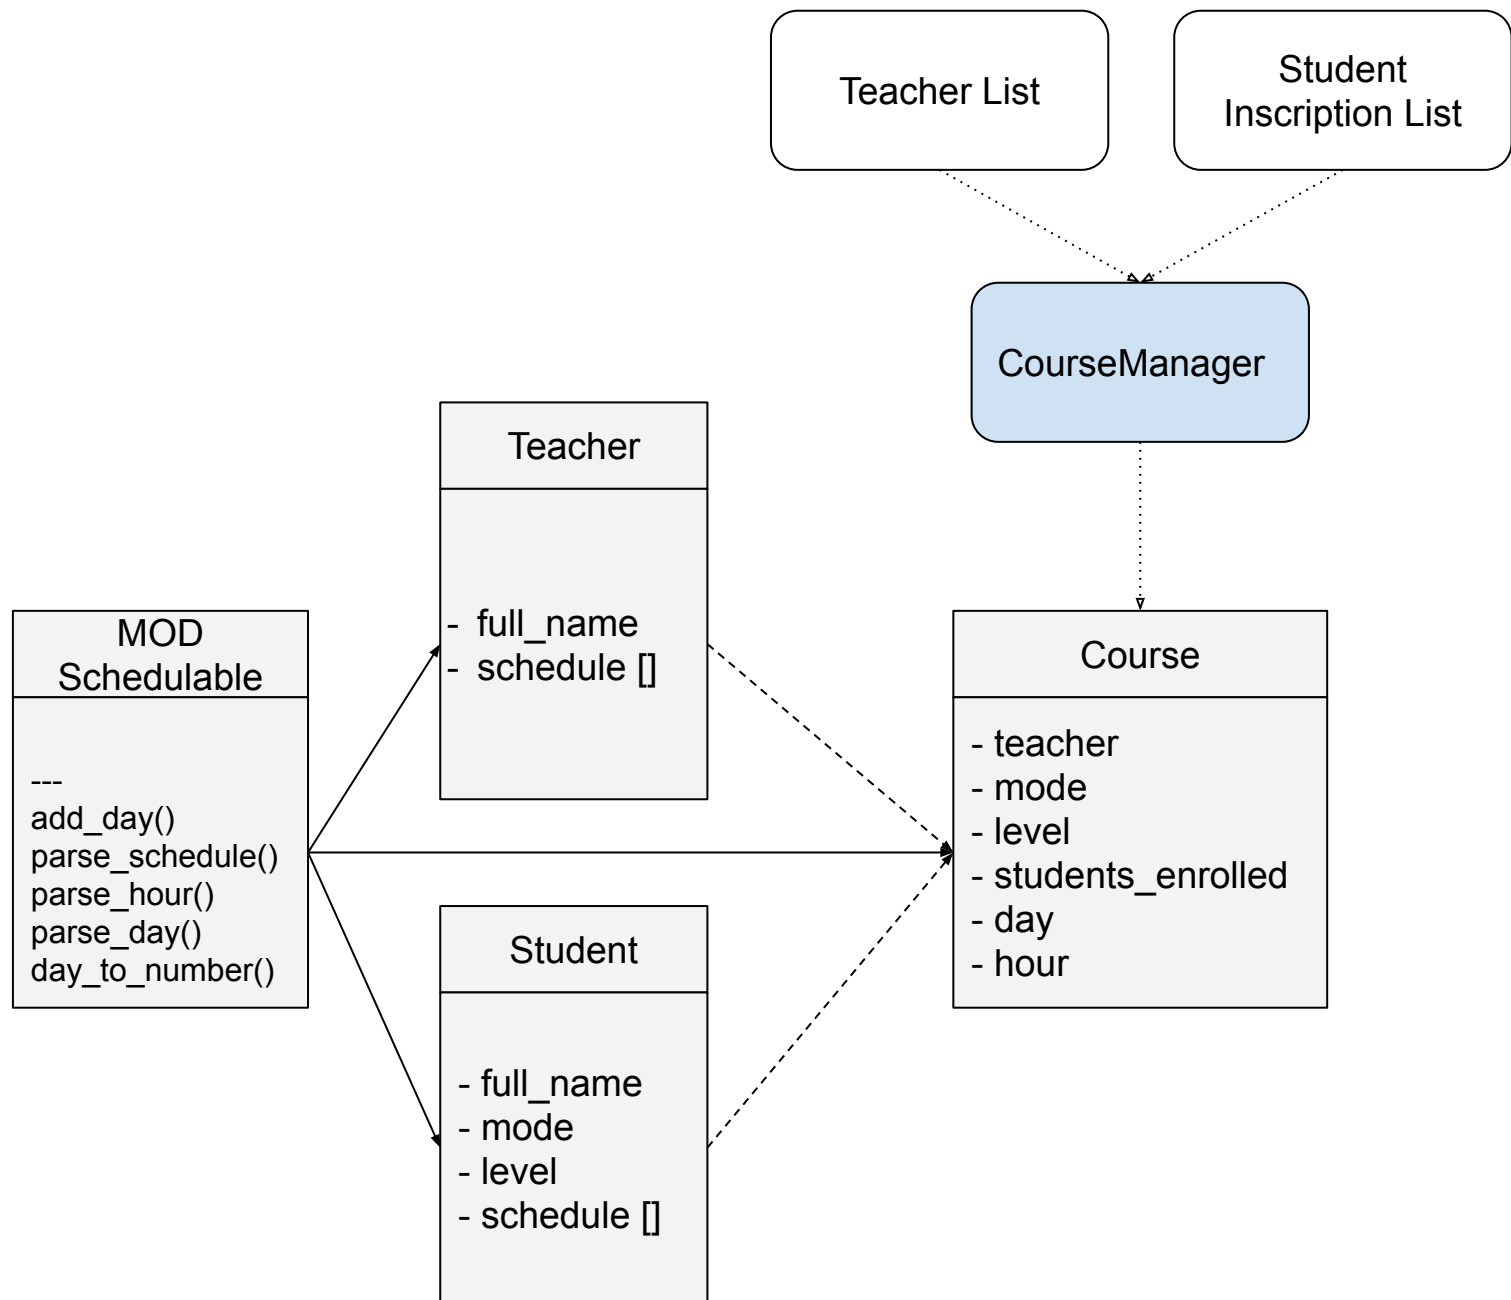 Teacher List
Student
Inscription List
CourseManager
Teacher
- full_name
- schedule []
MOD
Schedulable
---
add_day()
parse_schedule()
parse_hour()
parse_day()
day_to_number()
Course
- teacher
- mode
- level
- students_enrolled
- day
- hour
Student
- full_name
- mode
- level
- schedule []